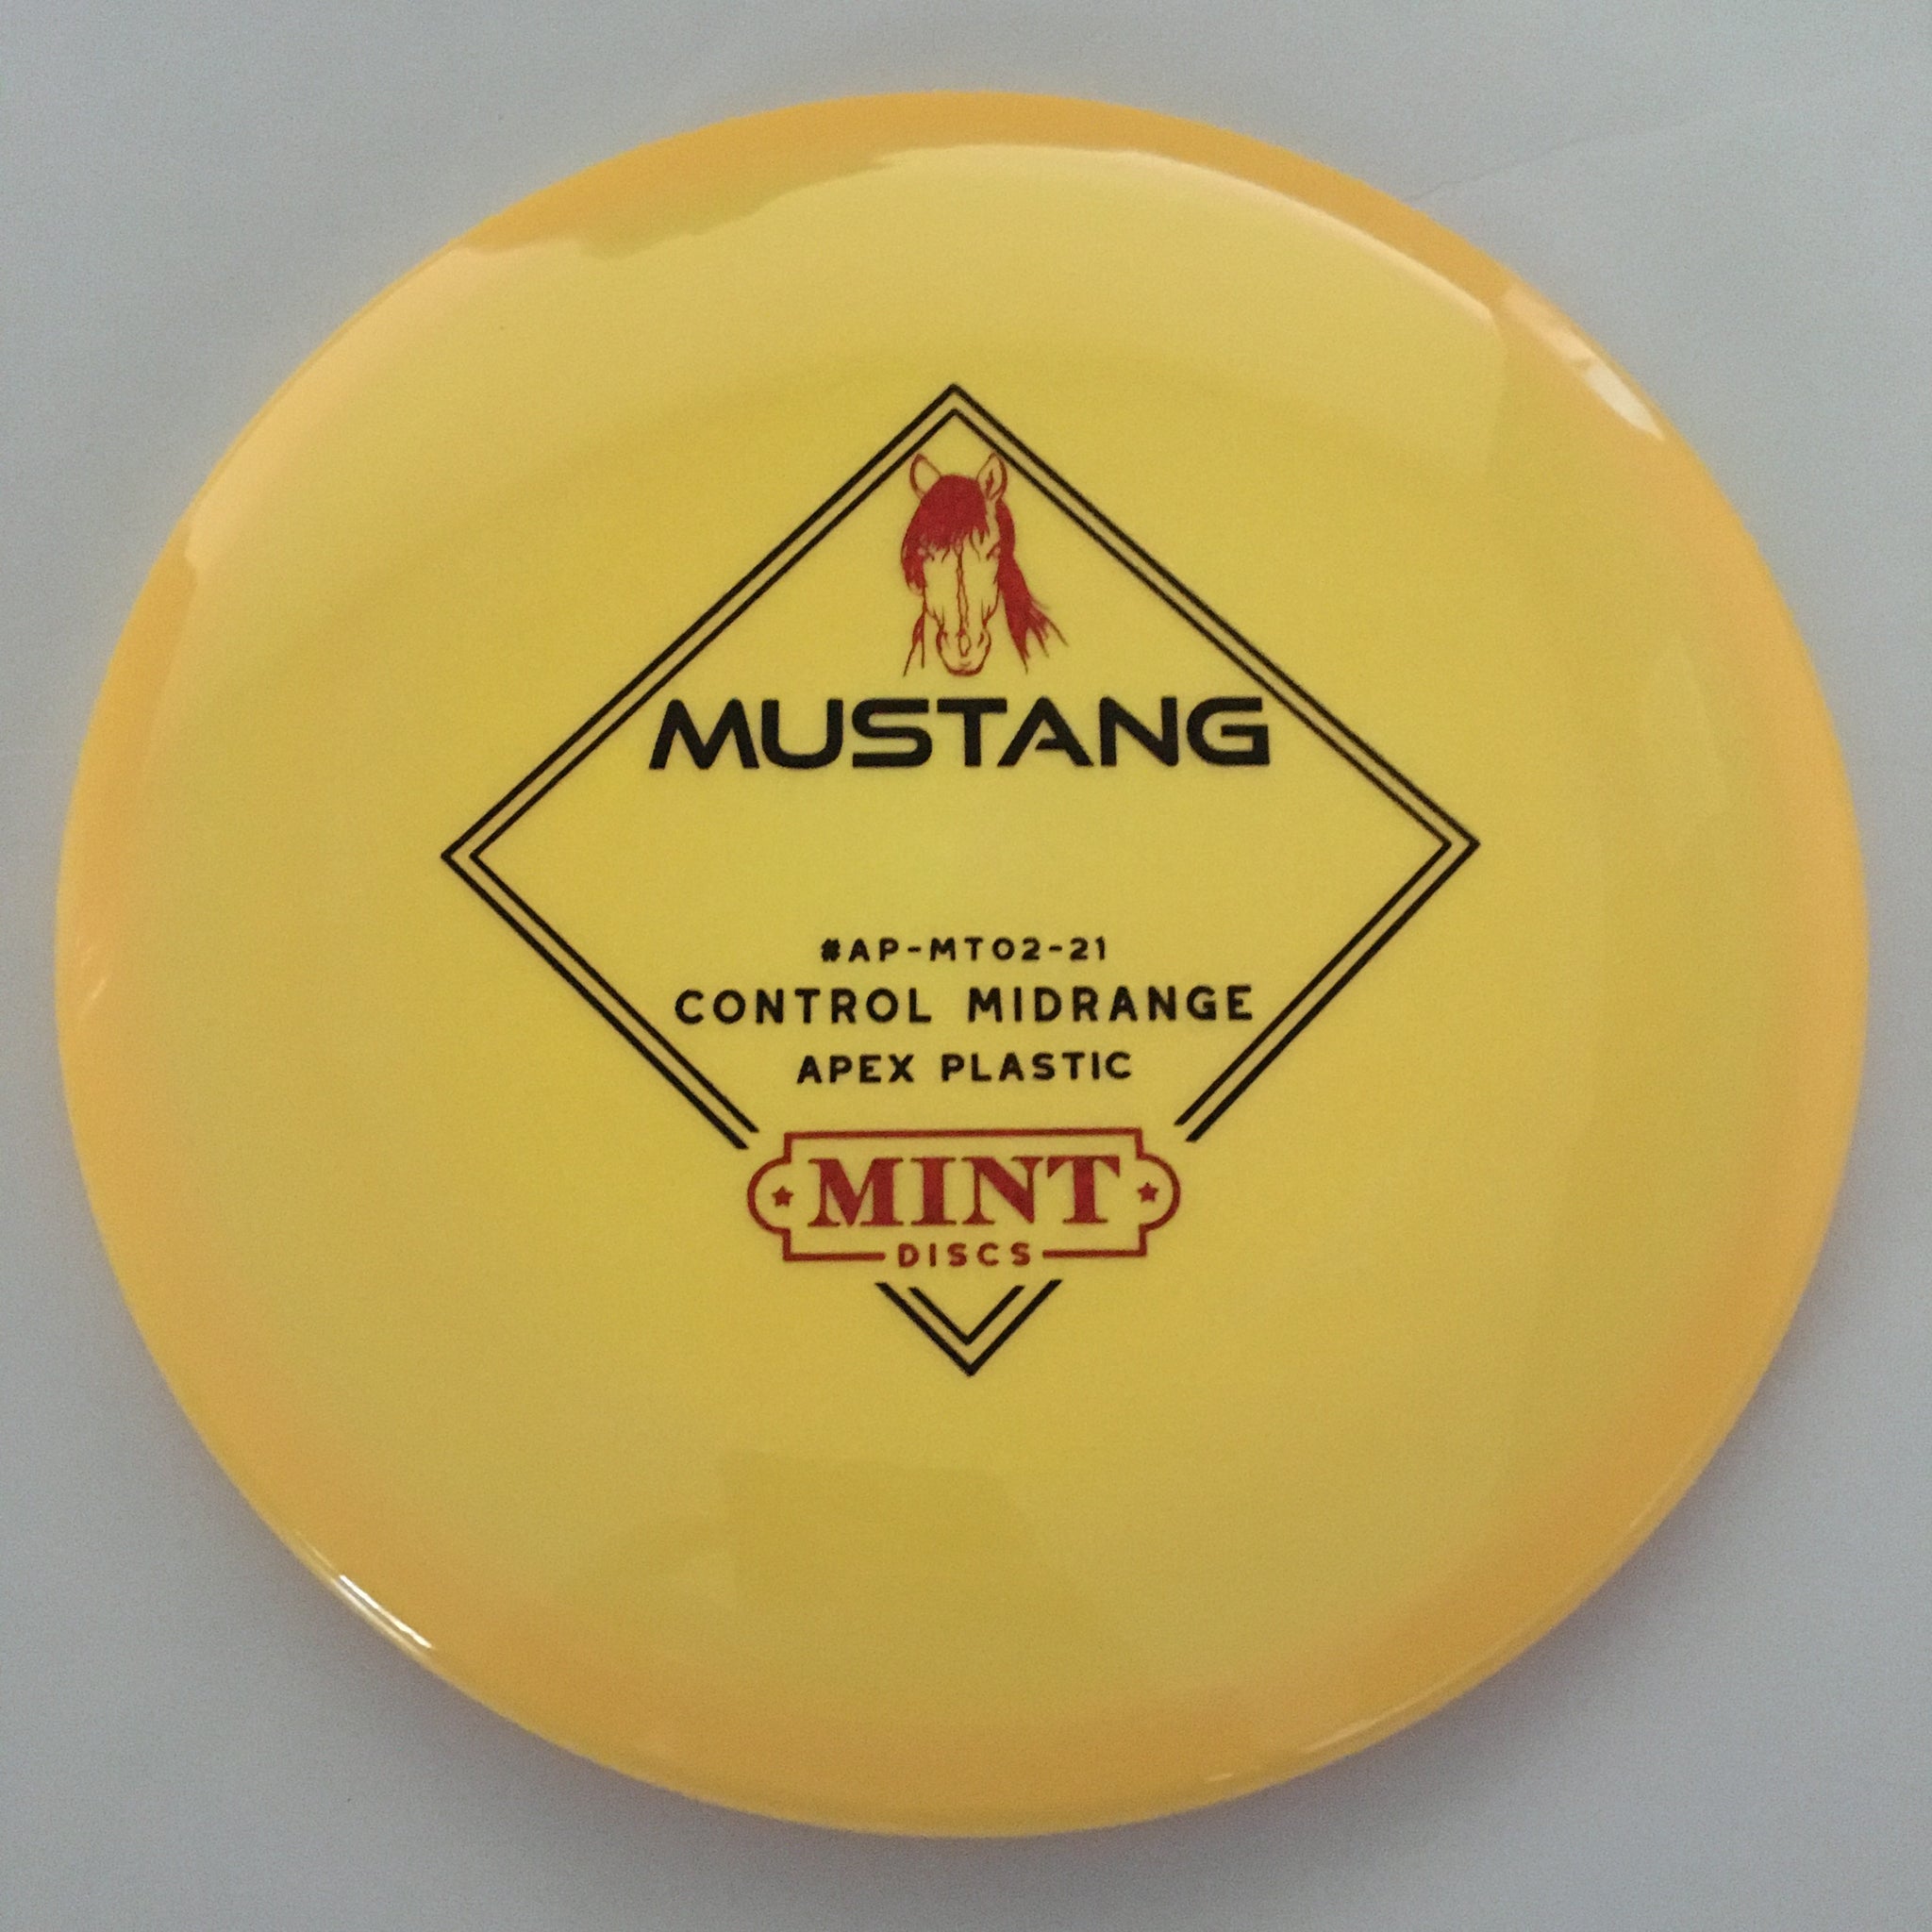 MUSTANG
#AP-MT02-21
CONTROL MIDRANGE
APEX PLASTIC
MINT
DISCS